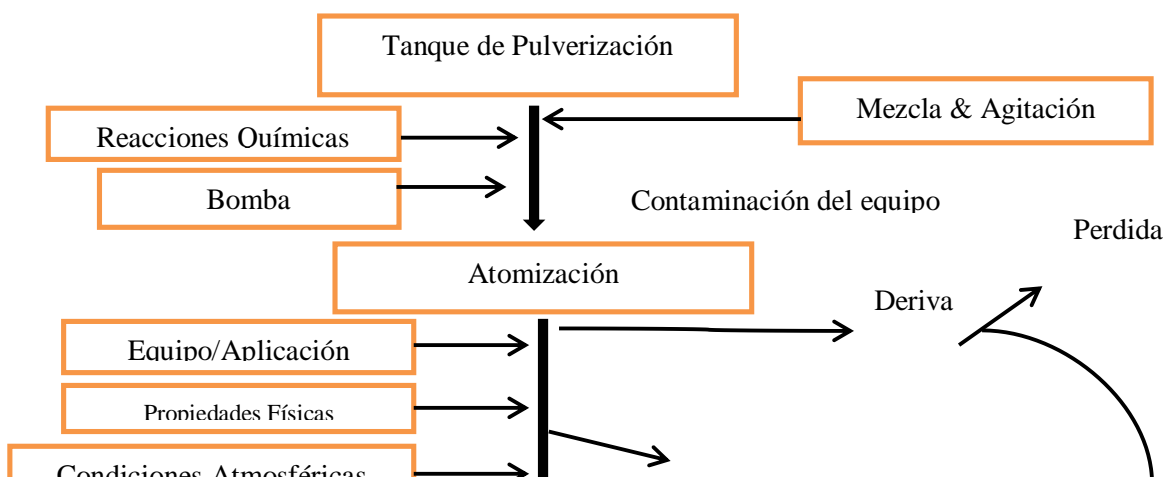 Tanque de Pulverización
Mezcla & Agitación
Reacciones Químicas
Bomba
Contaminación del equipo
Perdida
Atomización
Deriva
Equipo/Aplicación
Propiedades Físicas
Condiciones Atmosféricas